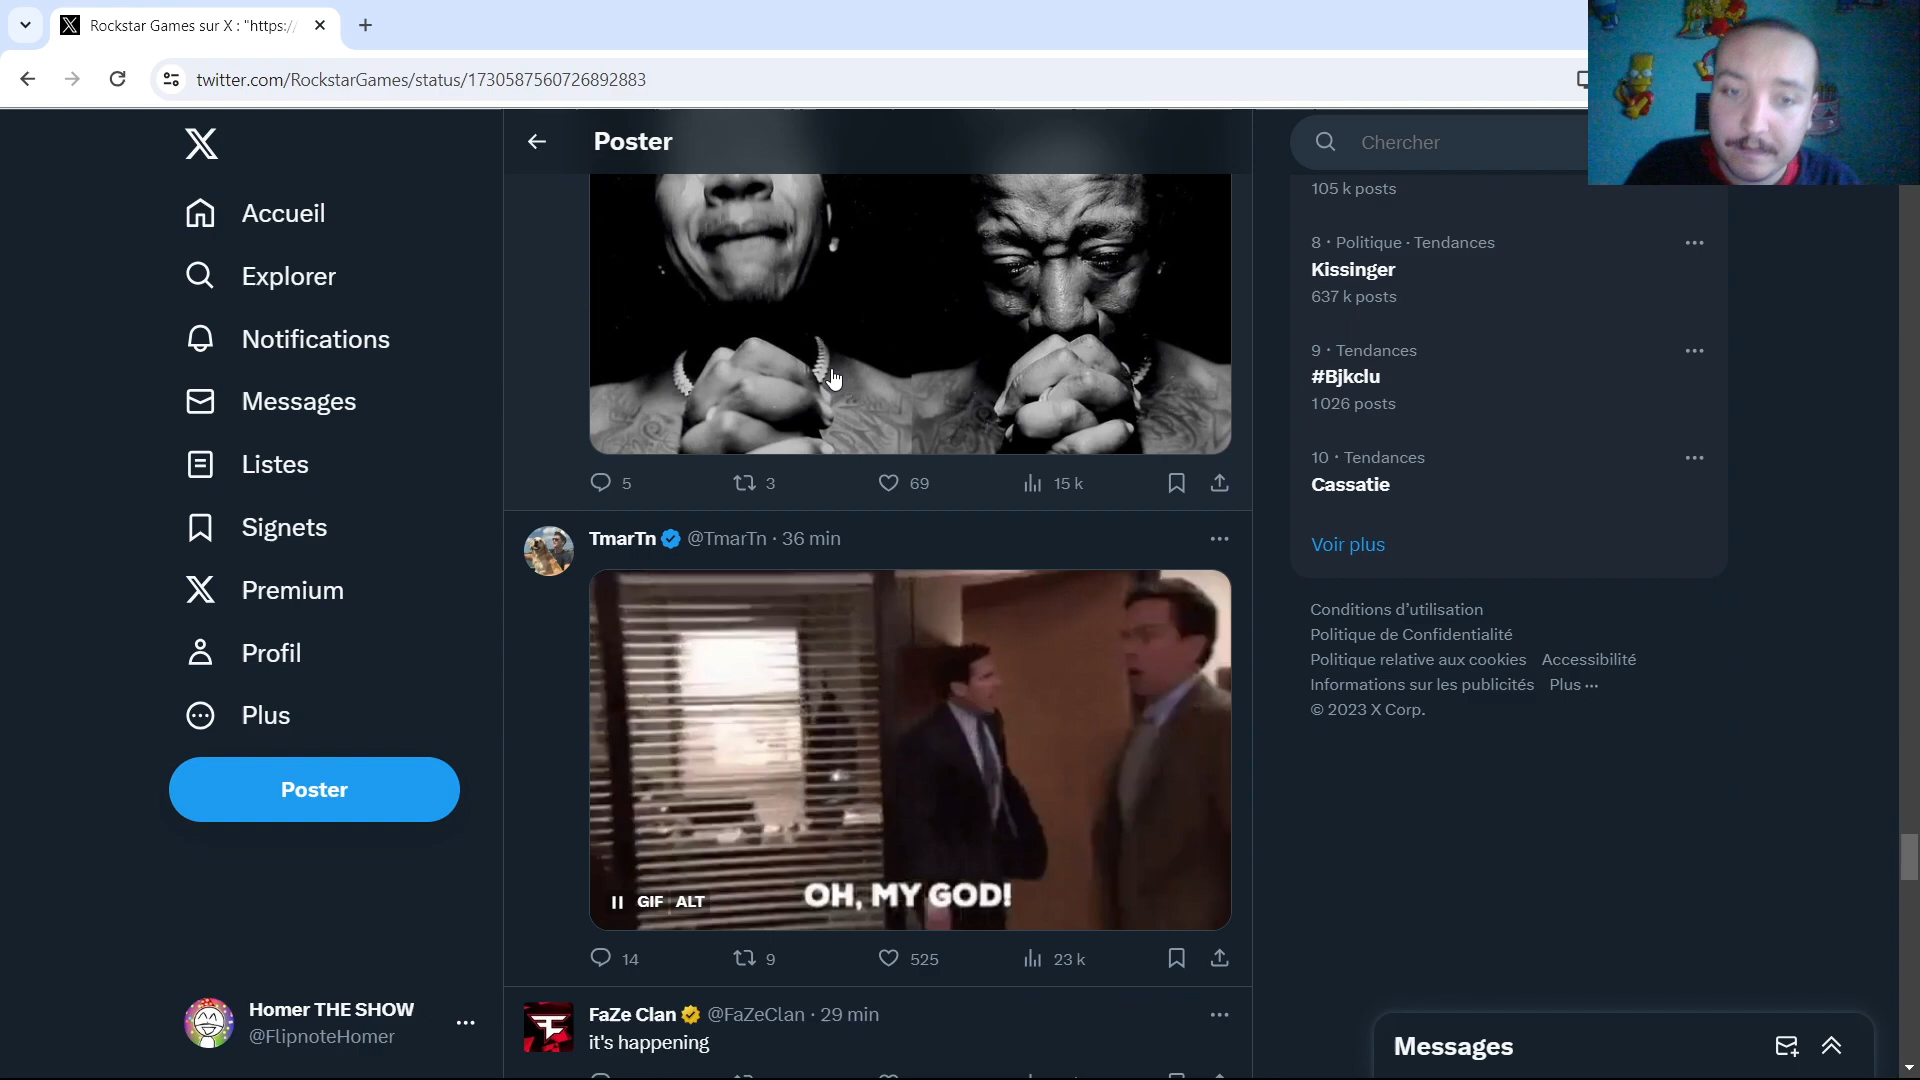 Rockstar Games sur X : "https:/
twitter.com/RockstarGames/status/1730587560726892883
Accueil
Explorer
Notifications
Messages
Listes
Signets
Premium
Profil
Plus
Poster
Homer THE SHOW
@FlipnoteHomer
Poster
5
3
69
15 k
TmarTn @TmarTn · 36 min
OH, MY GOD!
GIF ALT
14
9
525
23 k
FaZe Clan @FaZeClan · 29 min
it's happening
Chercher
105 k posts
8 · Politique · Tendances
Kissinger
637 k posts
9 · Tendances
#Bjkclu
1 026 posts
10 · Tendances
Cassatie
Voir plus
Conditions d’utilisation
Politique de Confidentialité
Politique relative aux cookies Accessibilité
Informations sur les publicités Plus
© 2023 X Corp.
Messages